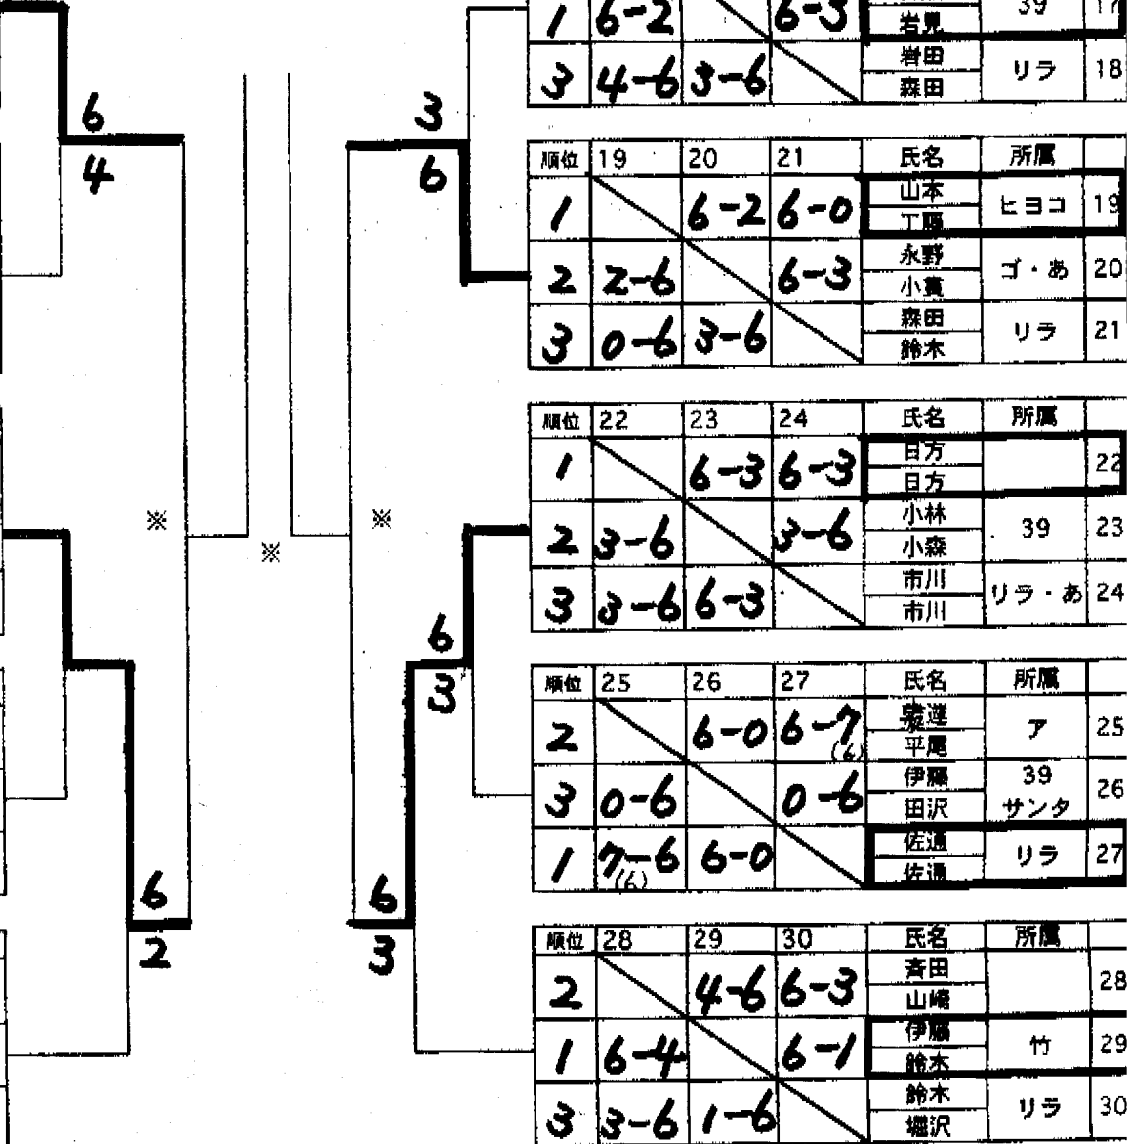 1 6-2 6-3 岩見 39 17
3 4-6 3-6 岩田 森田 リラ 18
6
4
3
6
順位 19 20 21 氏名 所属
1 6-2 6-0 山本 工藤 ヒヨコ 19
2 2-6 6-3 永野 ゴ・あ 20
3 0-6 3-6 森田 鈴木 リラ 21
順位 22 23 24 氏名 所属
1 6-3 6-3 日方 日方 22
2 3-6 3-6 小林 小森 39 23
3 3-6 6-3 市川 市川 リラ・あ 24
※
※
※
6
3
順位 25 26 27 氏名 所属
2 6-0 6-7(6) 平尾 ア 25
3 0-6 0-6 伊藤 田沢 39 サンタ 26
1 7-6(6) 6-0 佐通 佐通 リラ 27
6
2
6
3
順位 28 29 30 氏名 所属
2 4-6 6-3 斉田 山崎 28
1 6-4 6-1 伊藤 鈴木 竹 29
3 3-6 1-6 鈴木 堀沢 リラ 30